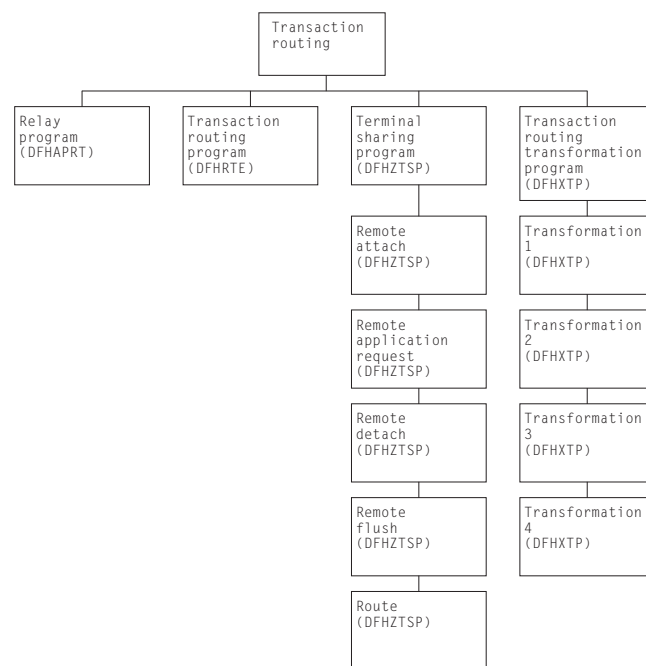 Transaction
routing
Relay
program
(DFHAPRT)
Transaction
routing
program
(DFHRTE)
Terminal
sharing
program
(DFHZTSP)
Transaction
routing
transformation
program
(DFHXTP)
Remote
attach
(DFHZTSP)
Transformation
1
(DFHXTP)
Remote
application
request
(DFHZTSP)
Transformation
2
(DFHXTP)
Remote
detach
(DFHZTSP)
Transformation
3
(DFHXTP)
Remote
flush
(DFHZTSP)
Transformation
4
(DFHXTP)
Route
(DFHZTSP)